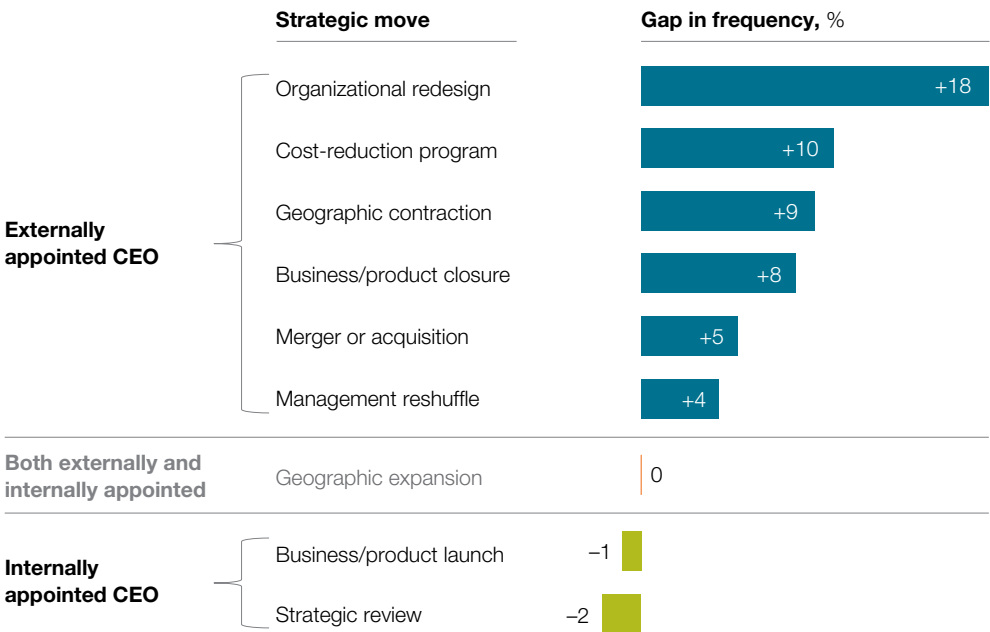 Strategic move
Gap in frequency, %
Externally
appointed CEO
Organizational redesign
+18
Cost-reduction program
+10
Geographic contraction
+9
Business/product closure
+8
Merger or acquisition
+5
Management reshuffle
+4
Both externally and
internally appointed
Geographic expansion
0
Internally
appointed CEO
Business/product launch
–1
Strategic review
–2